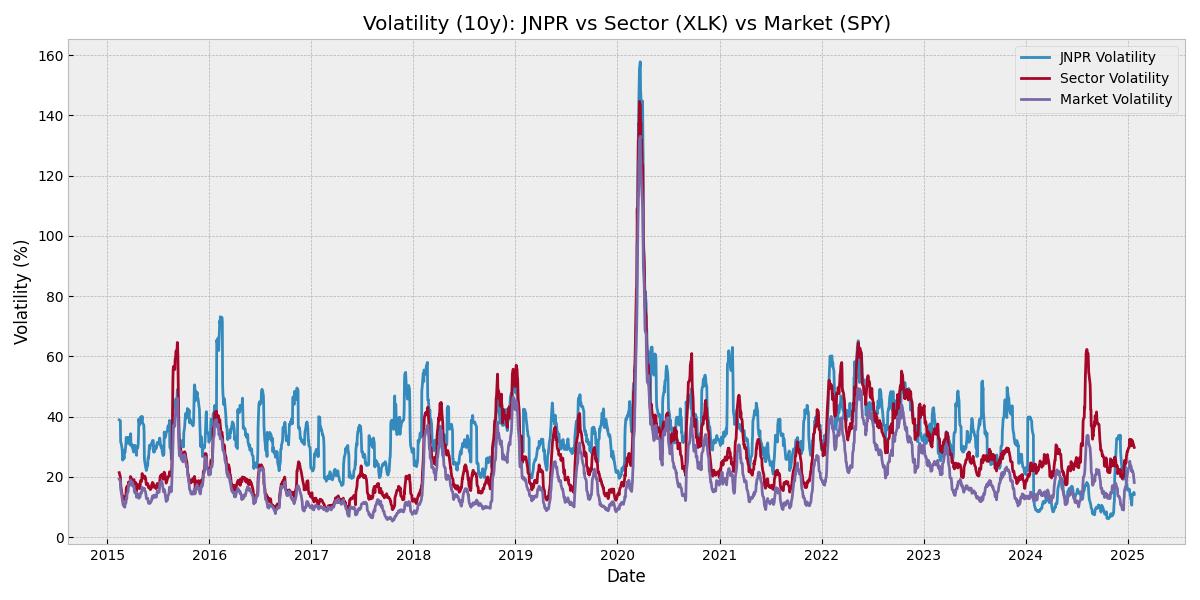 Volatility (10y): JNPR vs Sector (XLK) vs Market (SPY)
JNPR Volatility
Sector Volatility
Market Volatility
Volatility (%)
160
140
120
100
80
60
40
20
0
2015 2016 2017 2018 2019 2020 2021 2022 2023 2024 2025
Date